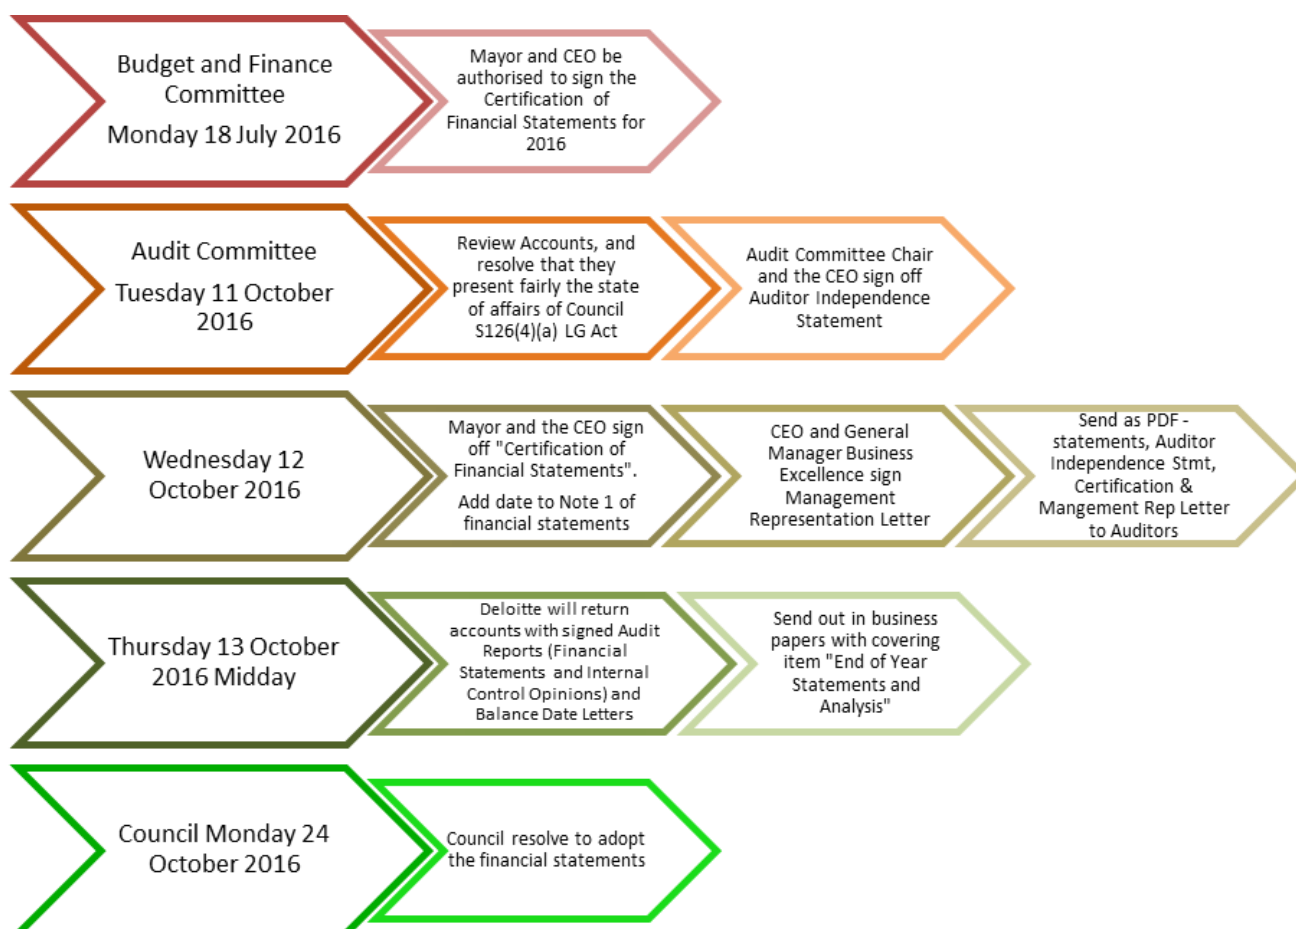 Budget and Finance
Committee
Monday 18 July 2016
Mayor and CEO be
authorised to sign the
Certification of
Financial Statements for
2016
Audit Committee
Tuesday 11 October
2016
Review Accounts, and
resolve that they
present fairly the state
of affairs of Council
S126(4)(a) LG Act
Audit Committee Chair
and the CEO sign off
Auditor Independence
Statement
Wednesday 12
October 2016
Mayor and the CEO sign
off "Certification of
Financial Statements".
Add date to Note 1 of
financial statements
CEO and General
Manager Business
Excellence sign
Management
Representation Letter
Send as PDF -
statements, Auditor
Independence Stmt,
Certification &
Mangement Rep Letter
to Auditors
Thursday 13 October
2016 Midday
Deloitte will return
accounts with signed Audit
Reports (Financial
Statements and Internal
Control Opinions) and
Balance Date Letters
Send out in business
papers with covering
item "End of Year
Statements and
Analysis"
Council Monday 24
October 2016
Council resolve to adopt
the financial statements